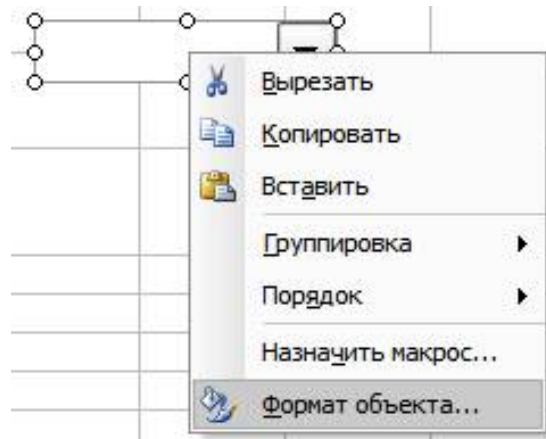 Вырезать
Копировать
Вставить
Группировка
Порядок
Назначить макрос...
Формат объекта...